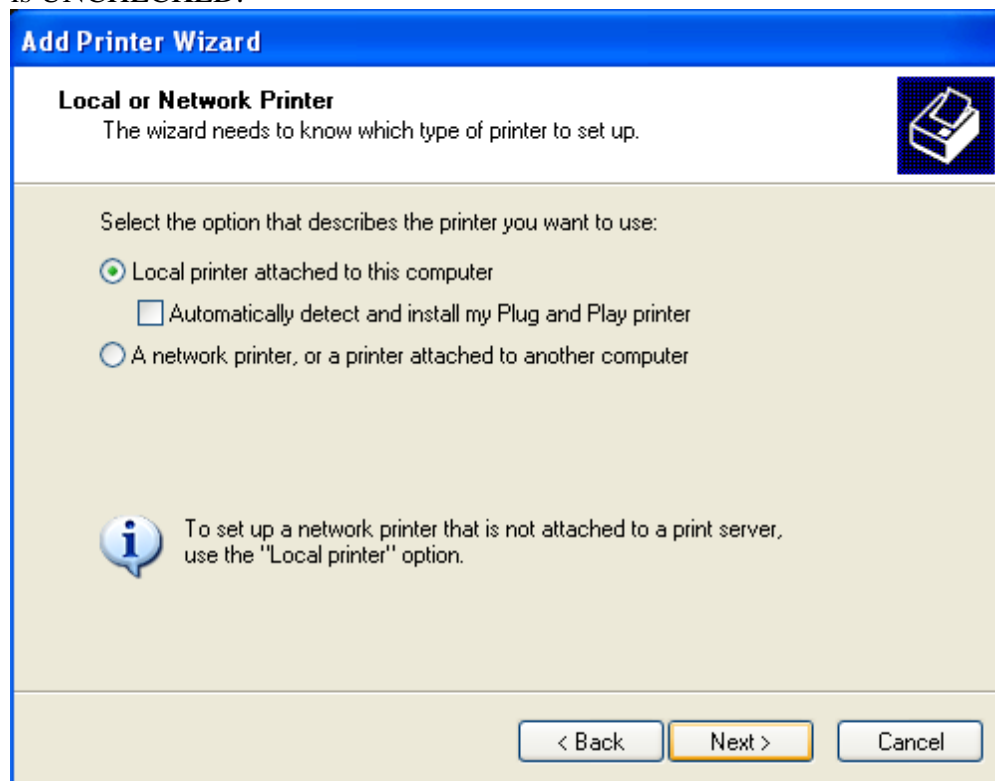 is UNCHECKED.
Add Printer Wizard
Local or Network Printer
The wizard needs to know which type of printer to set up.
Select the option that describes the printer you want to use:
Local printer attached to this computer
Automatically detect and install my Plug and Play printer
A network printer, or a printer attached to another computer
To set up a network printer that is not attached to a print server,
use the "Local printer" option.
< Back
Next >
Cancel